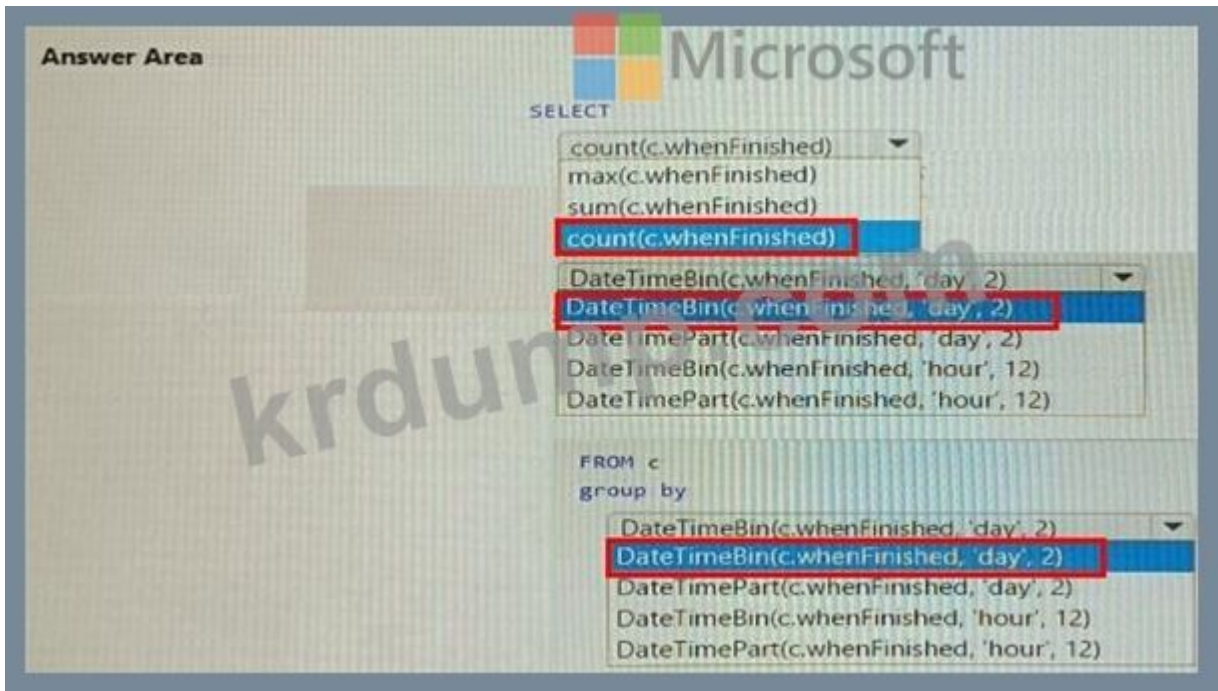 Microsoft
Answer Area
SELECT
count(c.whenFinished)
max(c.whenFinished)
sum(c.whenFinished)
count(c.whenFinished)
DateTimeBin(c.whenFinished, 'day', 2)
DateTimeBin(c.whenFinished, 'day', 2)
DateTimePart(c.whenFinished, 'day', 2)
DateTimeBin(c.whenFinished, 'hour', 12)
DateTimePart(c.whenFinished, 'hour', 12)
krdump.com
FROM c
group by
DateTimeBin(c.whenFinished, 'day', 2)
DateTimeBin(c.whenFinished, 'day', 2)
DateTimePart(c.whenFinished, 'day', 2)
DateTimeBin(c.whenFinished, 'hour', 12)
DateTimePart(c.whenFinished, 'hour', 12)